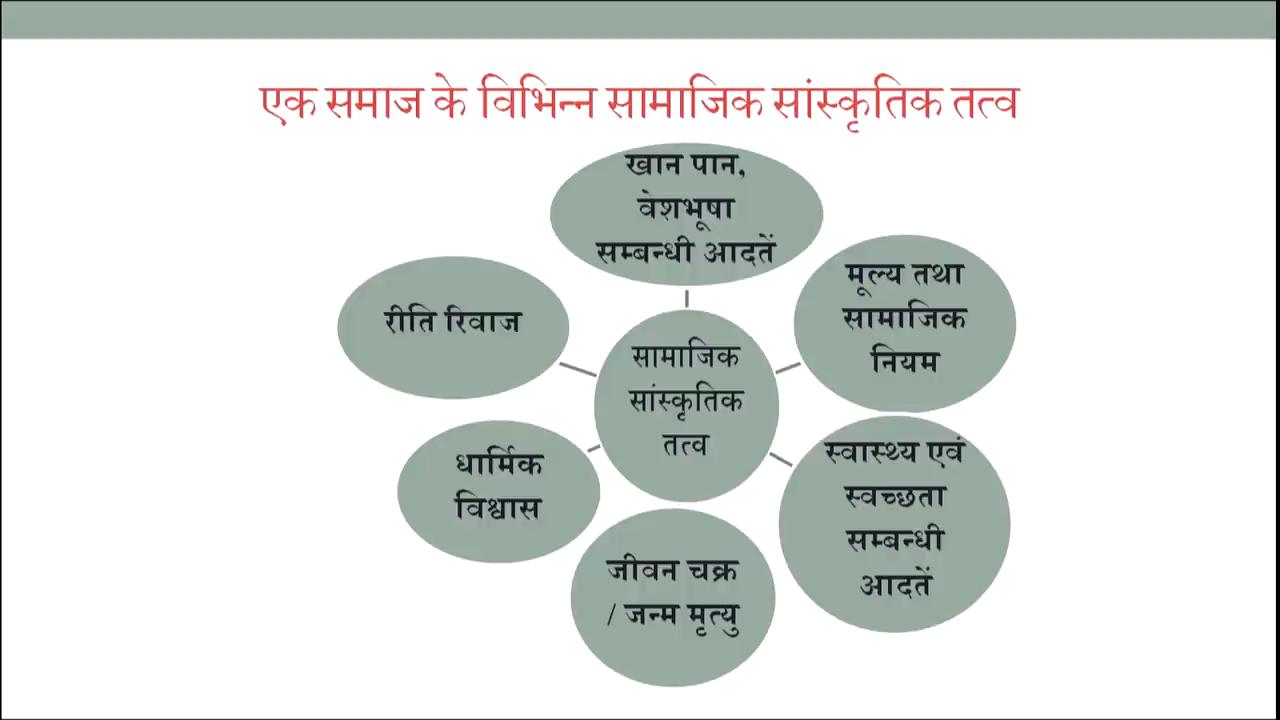 एक समाज के विभिन्न सामाजिक सांस्कृतिक तत्व
खान पान,
वेशभूषा
सम्बन्धी आदतें
मूल्य तथा
सामाजिक
नियम
स्वास्थ्य एवं
स्वच्छता
सम्बन्धी
आदतें
जीवन चक्र
/ जन्म मृत्यु
धार्मिक
विश्वास
रीति रिवाज
सामाजिक
सांस्कृतिक
तत्व